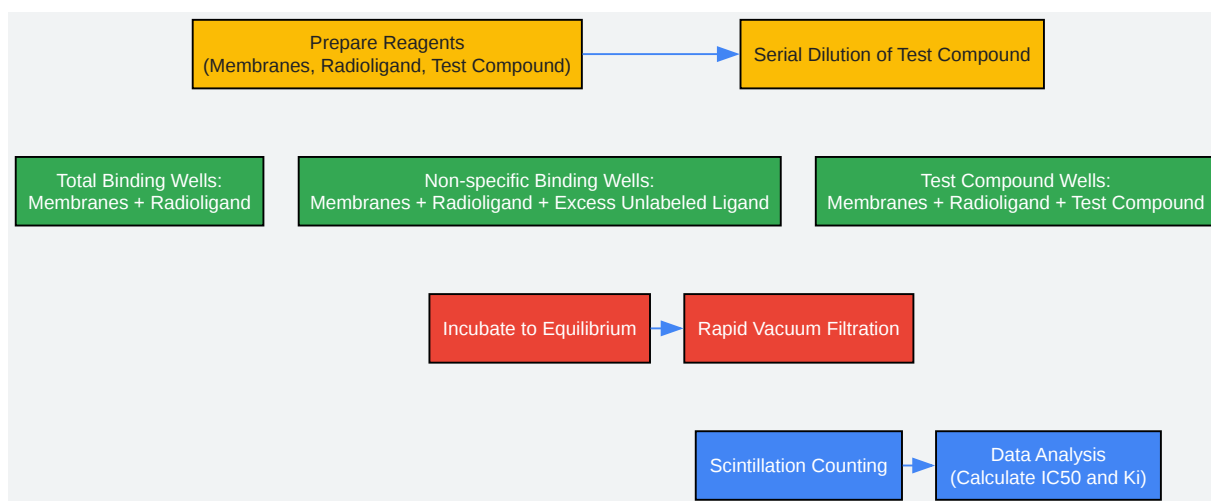 Prepare Reagents
(Membranes, Radioligand, Test Compound)
Serial Dilution of Test Compound
Total Binding Wells:
Membranes + Radioligand
Non-specific Binding Wells:
Membranes + Radioligand + Excess Unlabeled Ligand
Test Compound Wells:
Membranes + Radioligand + Test Compound
Incubate to Equilibrium
Rapid Vacuum Filtration
Scintillation Counting
Data Analysis
(Calculate IC50 and Ki)